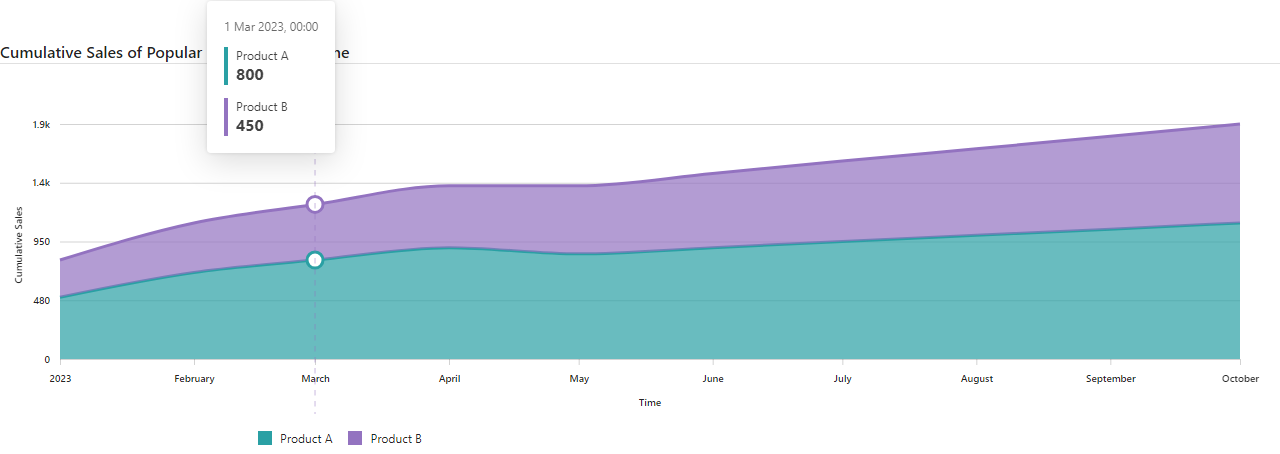 1 Mar 2023, 00:00
Product A
800
Product B
450
Cumulative Sales of Popular
1.9k
1.4k
950
480
0
Cumulative Sales
2023 February March April May June July August September October
Time
Product A Product B